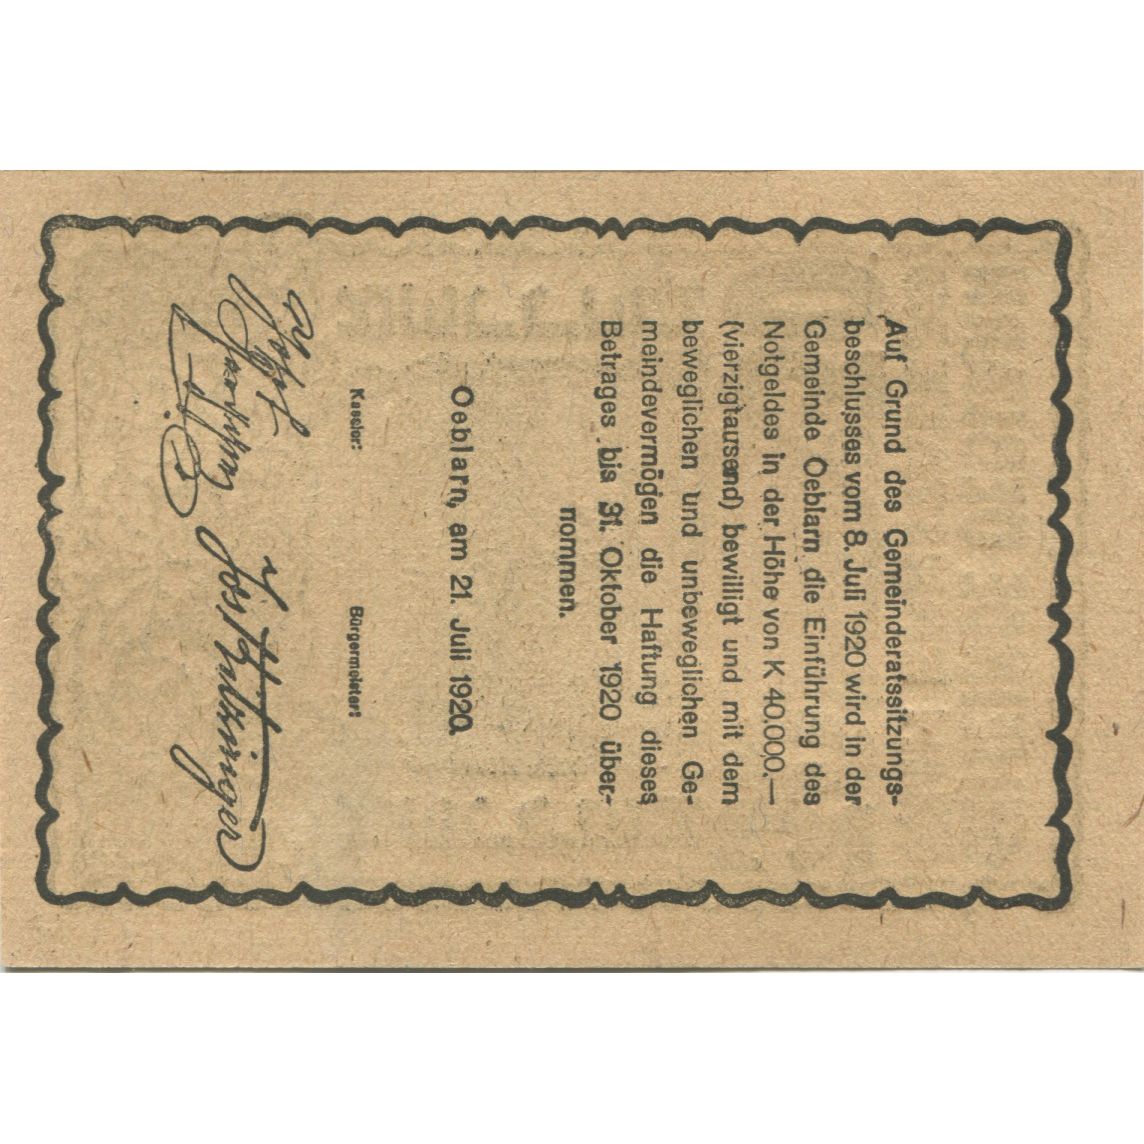 Auf Grund des Gemeinderatssitzungs-
beschlusses vom 8. Juli 1920 wird in der
Gemeinde Oeblarn die Einführung des
Notgeldes in der Höhe von K 40.000.—
(vierzigtausend) bewilligt und mit dem
beweglichen und unbeweglichen Ge-
meindevermögen die Haftung dieses
Betrages bis 31. Oktober 1920 über-
nommen.
Oeblarn, am 21. Juli 1920.
Kassier: Bürgermeister: